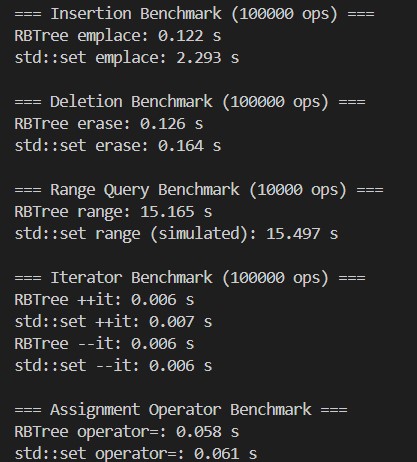 === Insertion Benchmark (100000 ops) ===
RBTree emplace: 0.122 s
std::set emplace: 2.293 s
=== Deletion Benchmark (100000 ops) ===
RBTree erase: 0.126 s
std::set erase: 0.164 s
=== Range Query Benchmark (10000 ops) ===
RBTree range: 15.165 s
std::set range (simulated): 15.497 s
=== Iterator Benchmark (100000 ops) ===
RBTree ++it: 0.006 s
std::set ++it: 0.007 s
RBTree --it: 0.006 s
std::set --it: 0.006 s
=== Assignment Operator Benchmark ===
RBTree operator=: 0.058 s
std::set operator=: 0.061 s